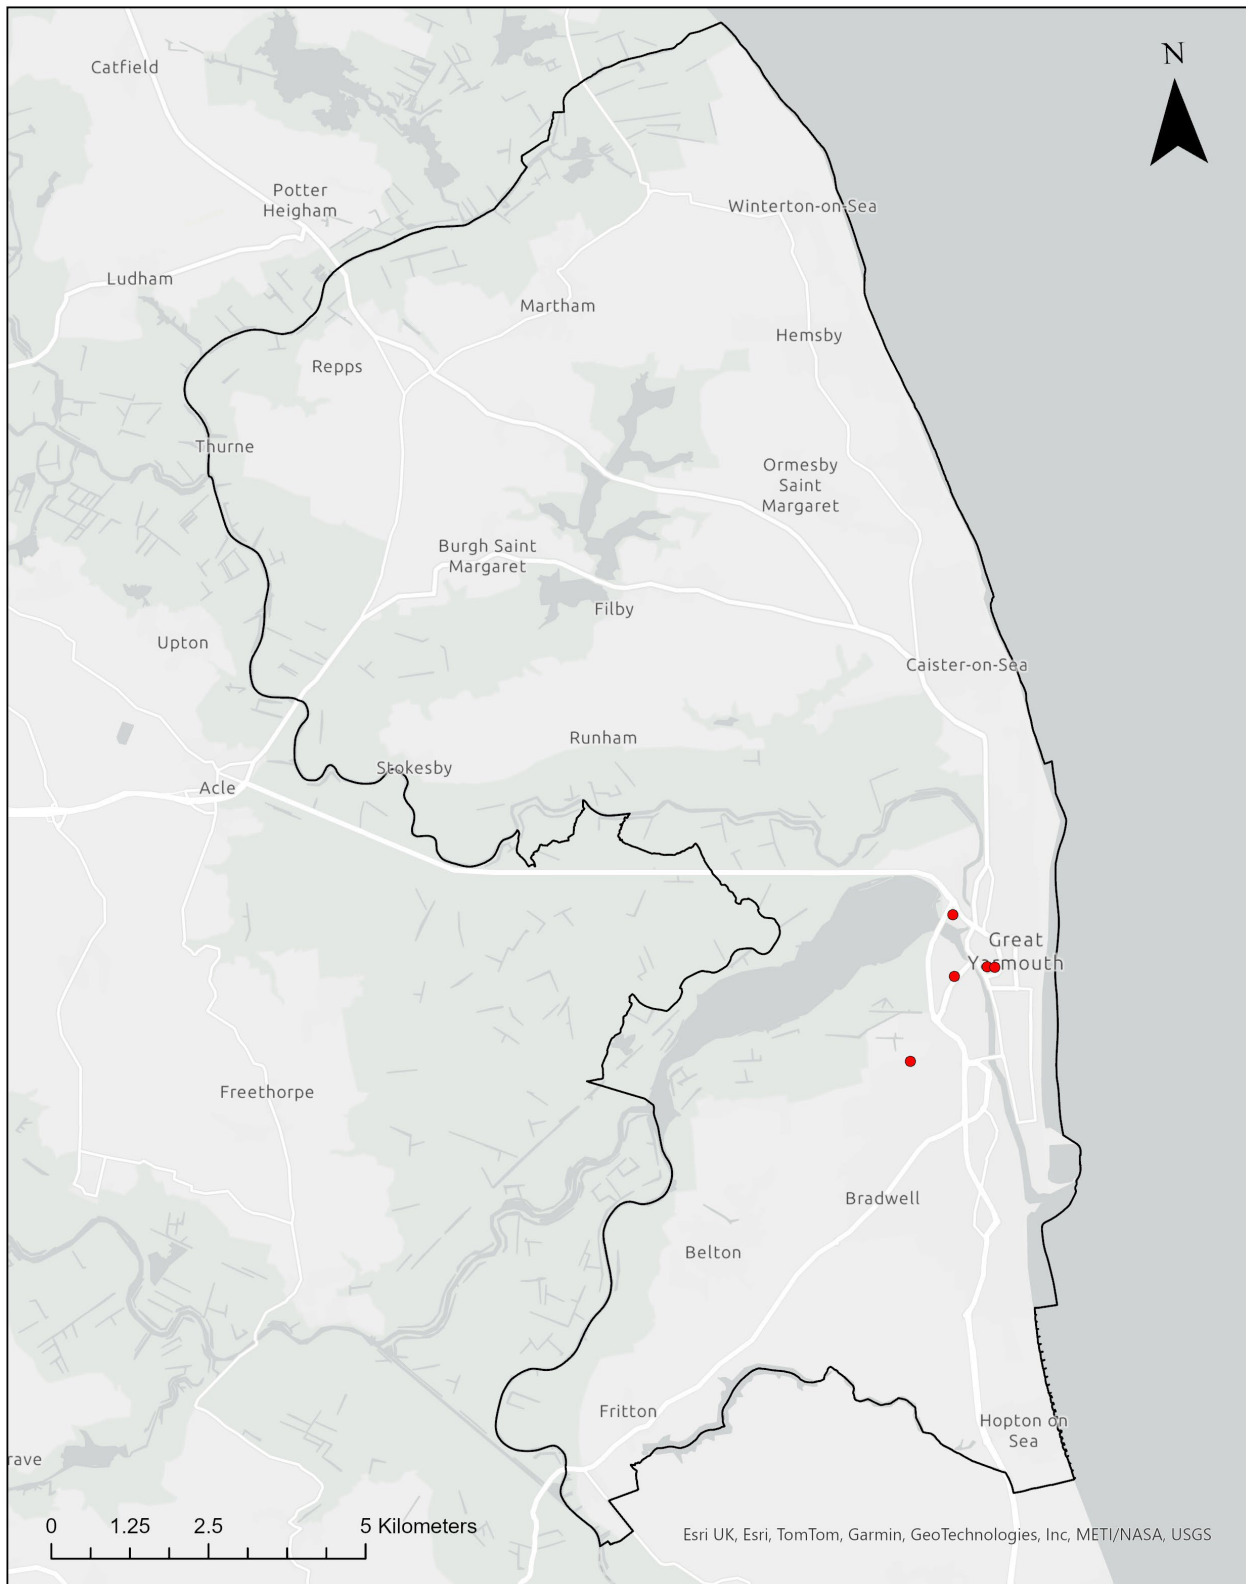 N
Catfield
Potter
Heigham
Winterton-on-Sea
Ludham
Martham
Hemsby
Repps
Thurne
Ormesby
Saint
Margaret
Burgh Saint
Margaret
Filby
Upton
Caister-on-Sea
Runham
Stokesby
Acle
Great
Yarmouth
Freethorpe
Bradwell
Belton
Fritton
Hopton on
Sea
rave
0 1.25 2.5 5 Kilometers
Esri UK, Esri, TomTom, Garmin, GeoTechnologies, Inc, METI/NASA, USGS